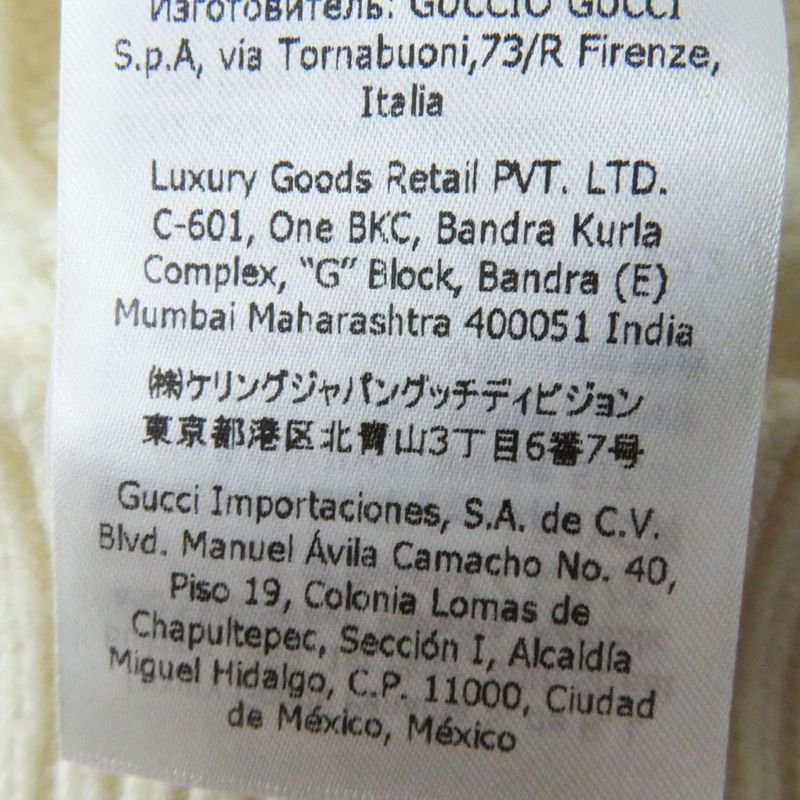 Изготовитель: GUCCIO GUCCI
S.p.A, via Tornabuoni,73/R Firenze,
Italia
Luxury Goods Retail PVT. LTD.
C-601, One BKC, Bandra Kurla
Complex, "G" Block, Bandra (E)
Mumbai Maharashtra 400051 India
㈱ケリングジャパングッチディビジョン
東京都港区北青山3丁目6番7号
Gucci Importaciones, S.A. de C.V.
Blvd. Manuel Ávila Camacho No. 40,
Piso 19, Colonia Lomas de
Chapultepec, Sección I, Alcaldía
Miguel Hidalgo, C.P. 11000, Ciudad
de México, México